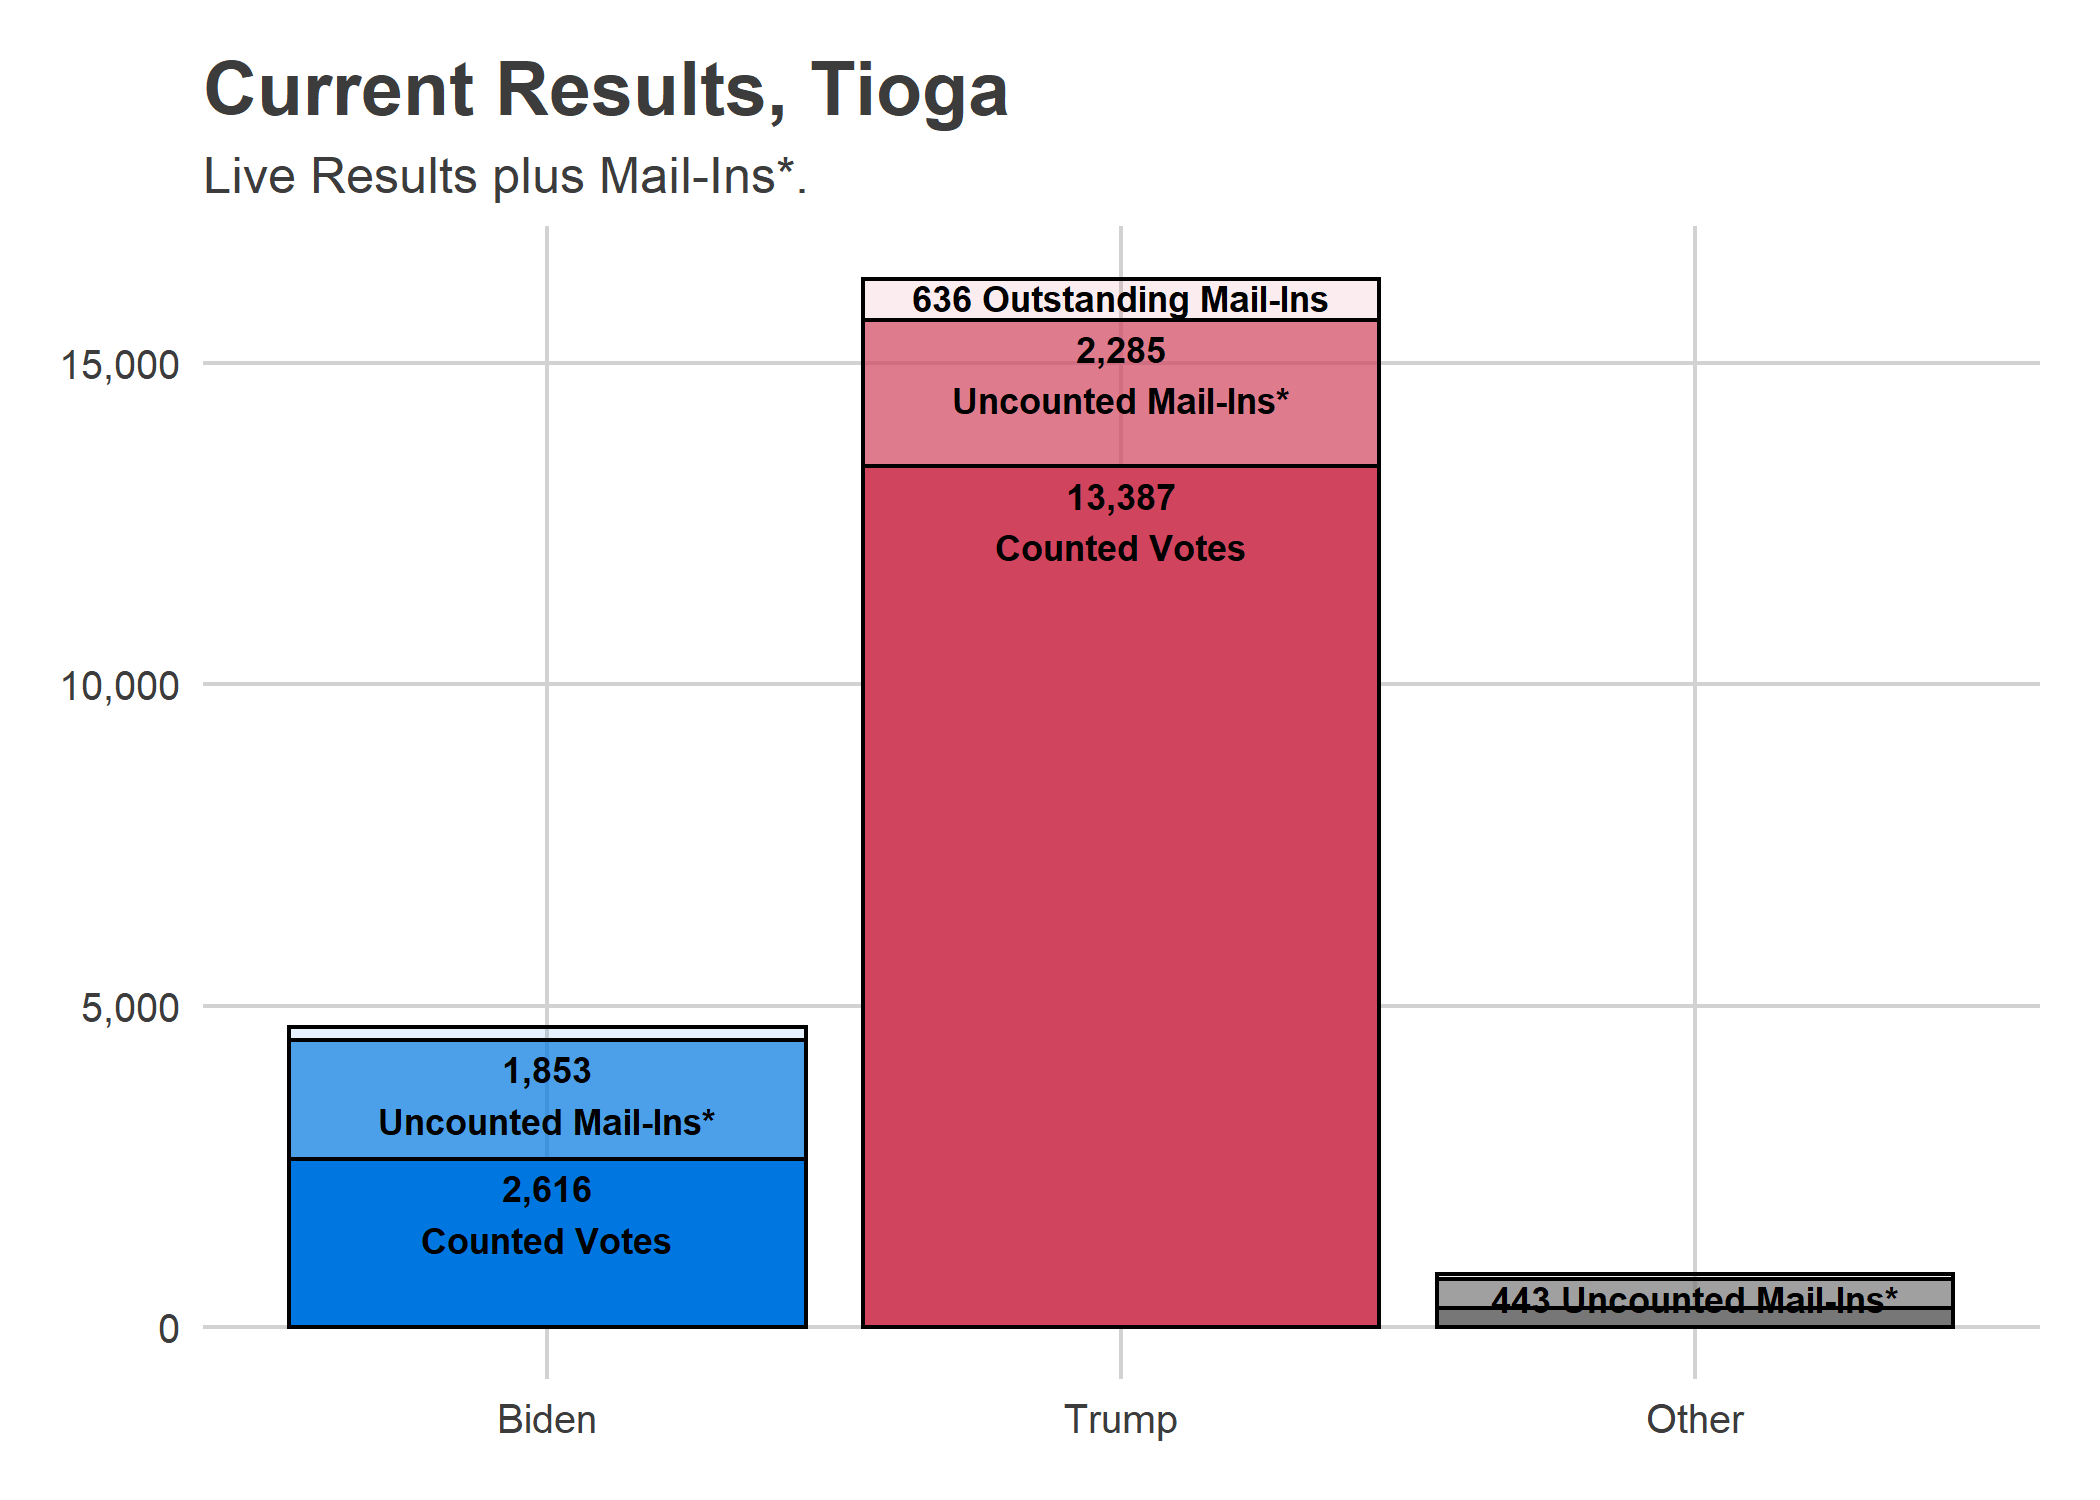 Current Results, Tioga
Live Results plus Mail-Ins*.
636 Outstanding Mail-Ins
2,285
Uncounted Mail-Ins*
13,387
Counted Votes
1,853
Uncounted Mail-Ins*
2,616
Counted Votes
443 Uncounted Mail-Ins*
15,000
10,000
5,000
0
Biden
Trump
Other